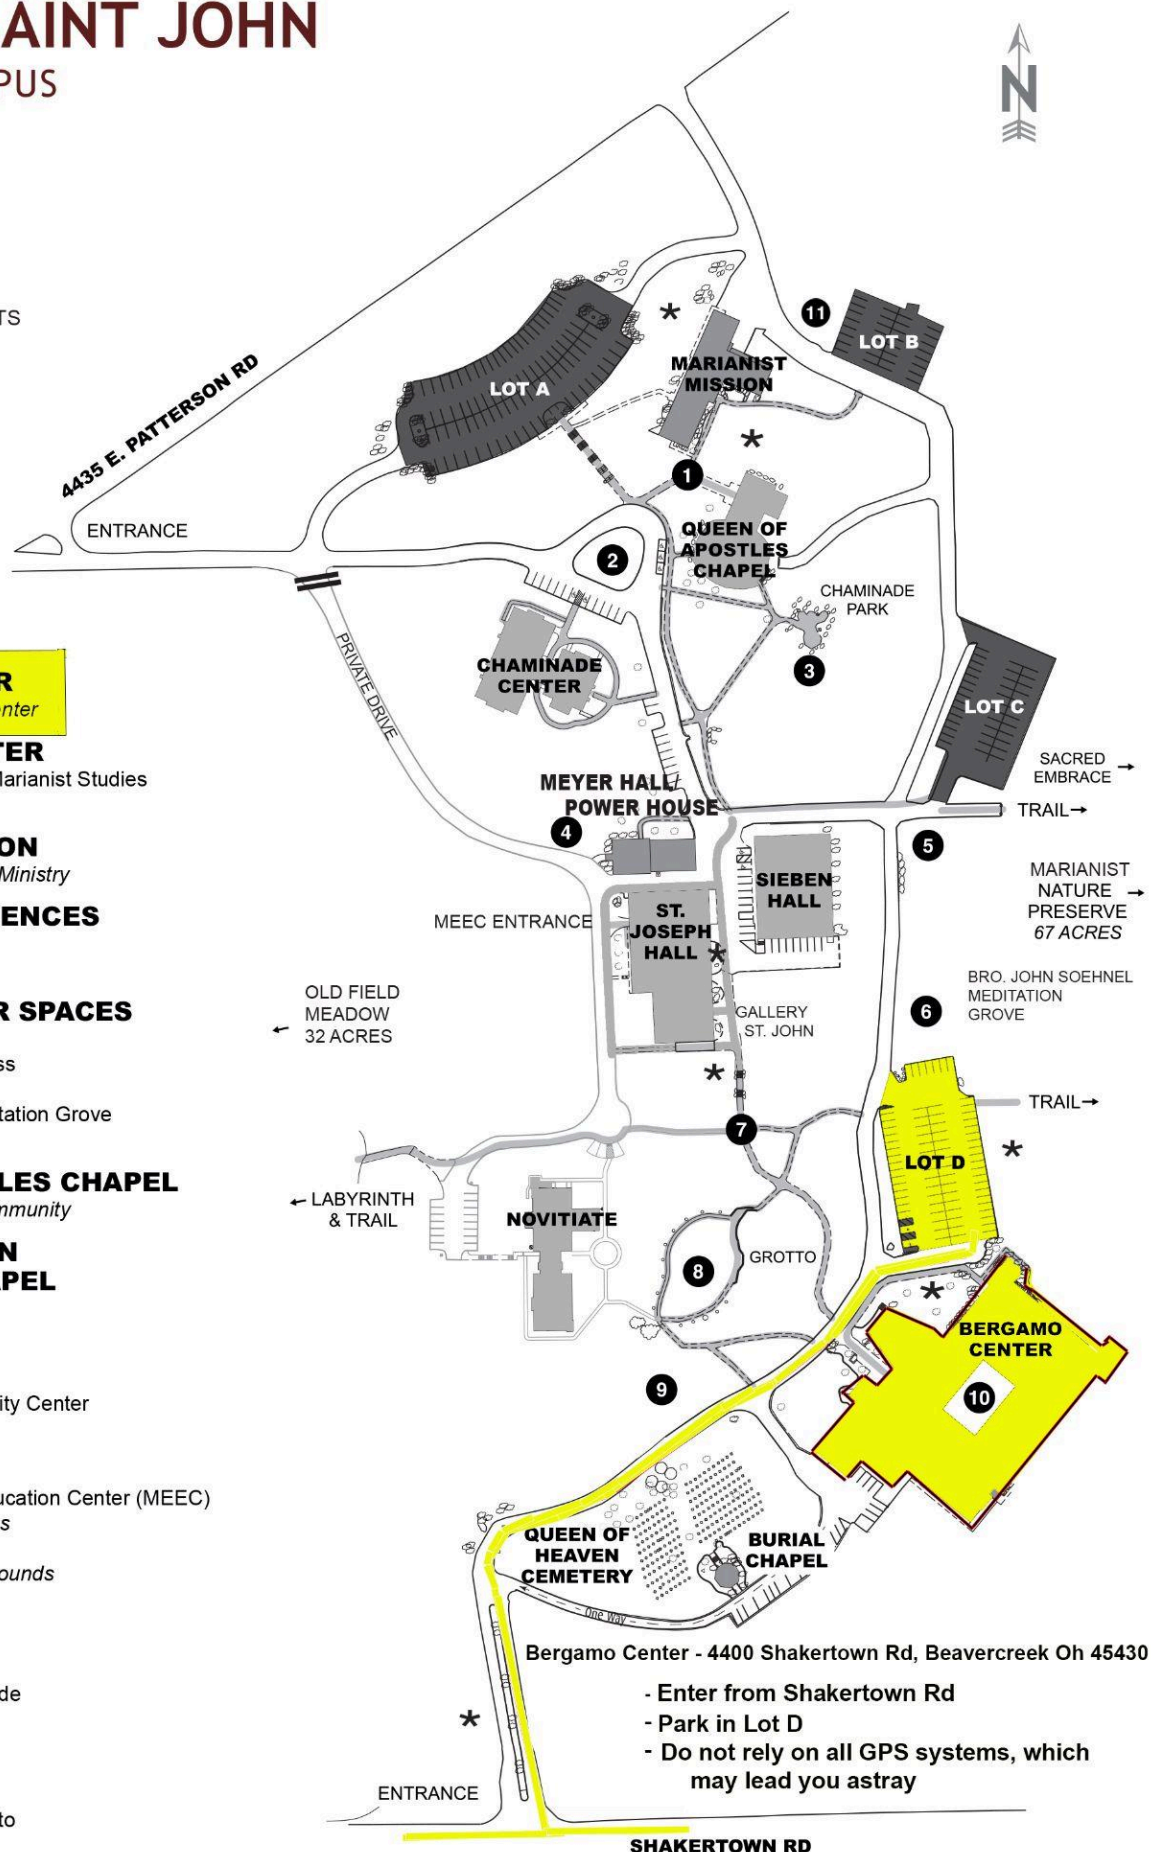 AINT JOHN
PUS
N
TS
LOT B
11
MARIANIST
MISSION
LOT A
4435 E. PATTERSON RD
1
ENTRANCE
QUEEN OF
APOSTLES
CHAPEL
2
CHAMINADE
PARK
PRIVATE DRIVE
CHAMINADE
CENTER
3
R
enter
LOT C
TER
Marianist Studies
SACRED
EMBRACE →
MEYER HALL/
POWER HOUSE
TRAIL→
4
5
ON
Ministry
SIEBEN
HALL
MARIANIST
NATURE →
PRESERVE
67 ACRES
ENCES
MEEC ENTRANCE
ST.
JOSEPH
HALL
BRO. JOHN SOEHNEL
MEDITATION
GROVE
OLD FIELD
MEADOW
← 32 ACRES
R SPACES
6
GALLERY
ST. JOHN
ss
tation Grove
TRAIL→
7
LOT D
LES CHAPEL
mmunity
← LABYRINTH
& TRAIL
NOVITIATE
N
APEL
8
GROTTO
BERGAMO
CENTER
9
10
ity Center
ucation Center (MEEC)
s
QUEEN OF
HEAVEN
CEMETERY
BURIAL
CHAPEL
ounds
One Way
Bergamo Center - 4400 Shakertown Rd, Beavercreek Oh 45430
de
- Enter from Shakertown Rd
- Park in Lot D
- Do not rely on all GPS systems, which
may lead you astray
ENTRANCE
to
SHAKERTOWN RD